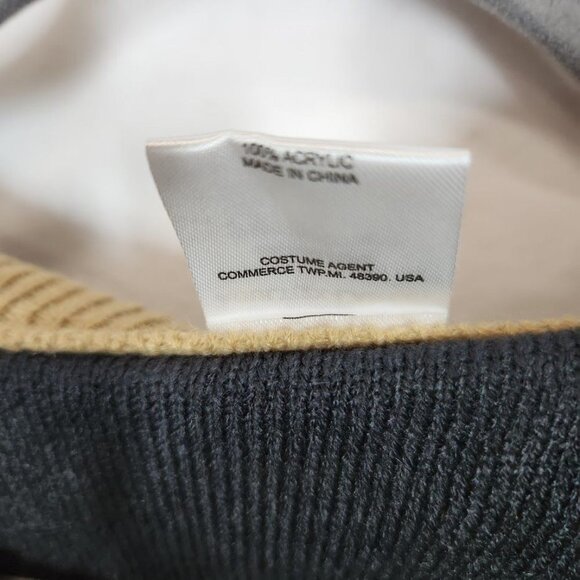 100% ACRYLIC
MADE IN CHINA
COSTUME AGENT
COMMERCE TWP.MI. 48390. USA